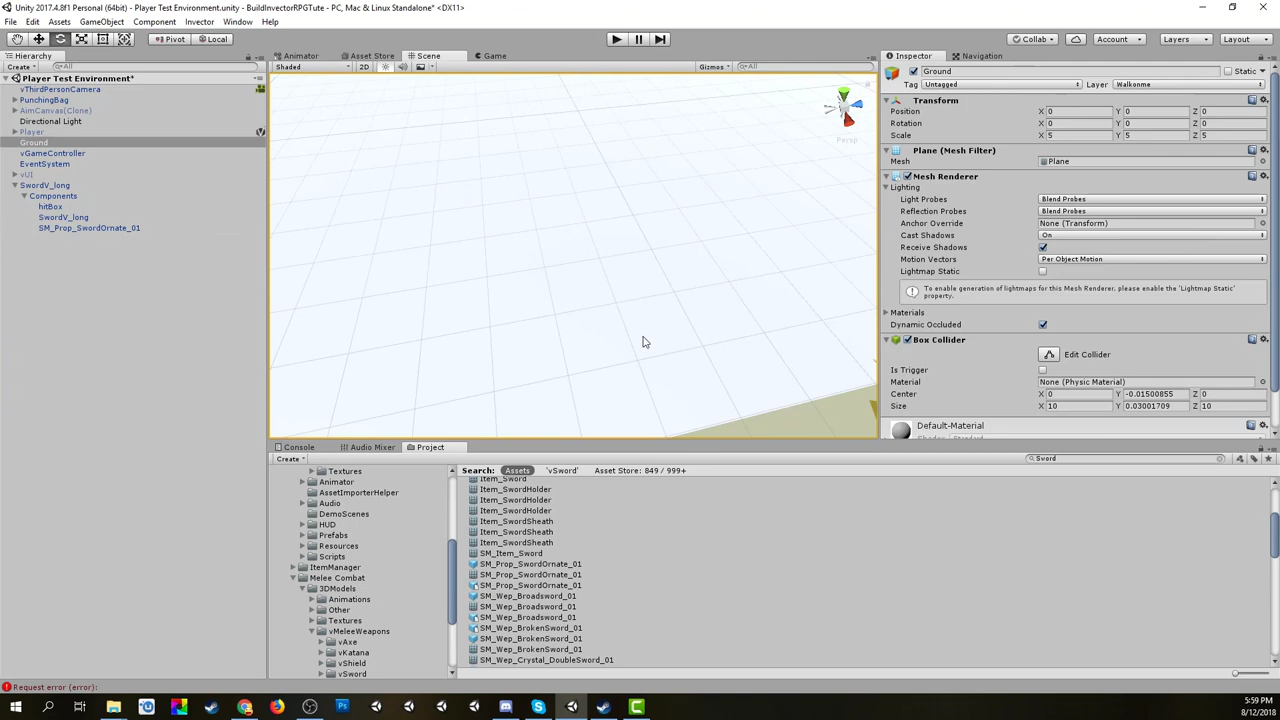 Unity 2017.4.8f1 Personal (64bit) - Player Test Environment.unity - BuildInvectorRPGTute - PC, Mac & Linux Standalone* <DX11>
File Edit Assets GameObject Component Invector Window Help
Pivot Local Collab Account Layers Layout
Hierarchy Animator Asset Store Scene Game Inspector Navigation
Create All Shaded 2D Gizmos All
Ground Static
Tag Untagged Layer Walkonme
Player Test Environment*
vThirdPersonCamera
PunchingBag
AimCanvas(Clone)
Directional Light
Player
Ground
vGameController
EventSystem
vUI
SwordV_long
Components
hitBox
SwordV_long
SM_Prop_SwordOrnate_01
Persp
Transform
Position X 0 Y 0 Z 0
Rotation X 0 Y 0 Z 0
Scale X 5 Y 5 Z 5
Plane (Mesh Filter)
Mesh Plane
Mesh Renderer
Lighting
Light Probes Blend Probes
Reflection Probes Blend Probes
Anchor Override None (Transform)
Cast Shadows On
Receive Shadows
Motion Vectors Per Object Motion
Lightmap Static
To enable generation of lightmaps for this Mesh Renderer, please enable the 'Lightmap Static'
property.
Materials
Dynamic Occluded
Box Collider
Edit Collider
Is Trigger
Material None (Physic Material)
Center X 0 Y -0.01500855 Z 0
Size X 10 Y 0.03001709 Z 10
Default-Material
Console Audio Mixer Project
Create Sword
Textures
Animator
AssetImporterHelper
Audio
DemoScenes
HUD
Prefabs
Resources
Scripts
ItemManager
Melee Combat
3DModels
Animations
Other
Textures
vMeleeWeapons
vAxe
vKatana
vShield
vSword
Search: Assets 'vSword' Asset Store: 849 / 999+
Item_Sword
Item_SwordHolder
Item_SwordHolder
Item_SwordHolder
Item_SwordSheath
Item_SwordSheath
Item_SwordSheath
SM_Item_Sword
SM_Prop_SwordOrnate_01
SM_Prop_SwordOrnate_01
SM_Prop_SwordOrnate_01
SM_Wep_Broadsword_01
SM_Wep_Broadsword_01
SM_Wep_Broadsword_01
SM_Wep_BrokenSword_01
SM_Wep_BrokenSword_01
SM_Wep_BrokenSword_01
SM_Wep_Crystal_DoubleSword_01
Request error (error):
5:59 PM
8/12/2018